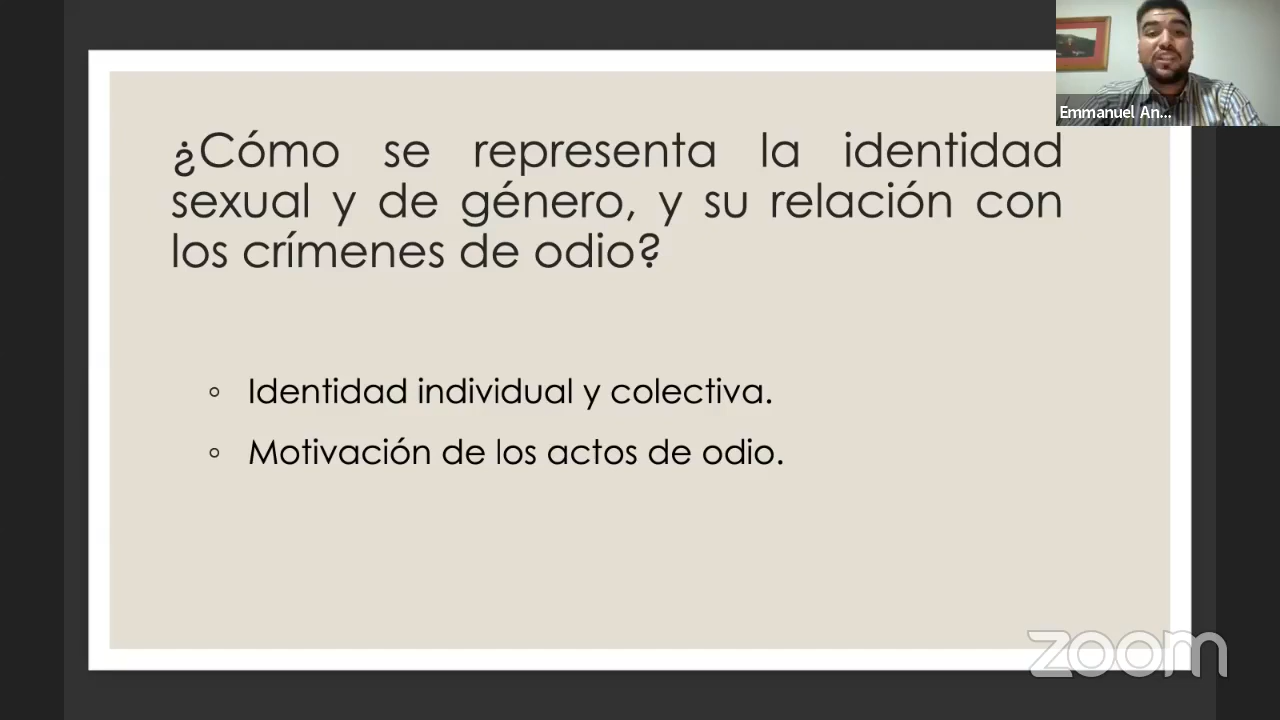 Emmanuel An...
¿Cómo se representa la identidad
sexual y de género, y su relación con
los crímenes de odio?
◦ Identidad individual y colectiva.
◦ Motivación de los actos de odio.
zoom